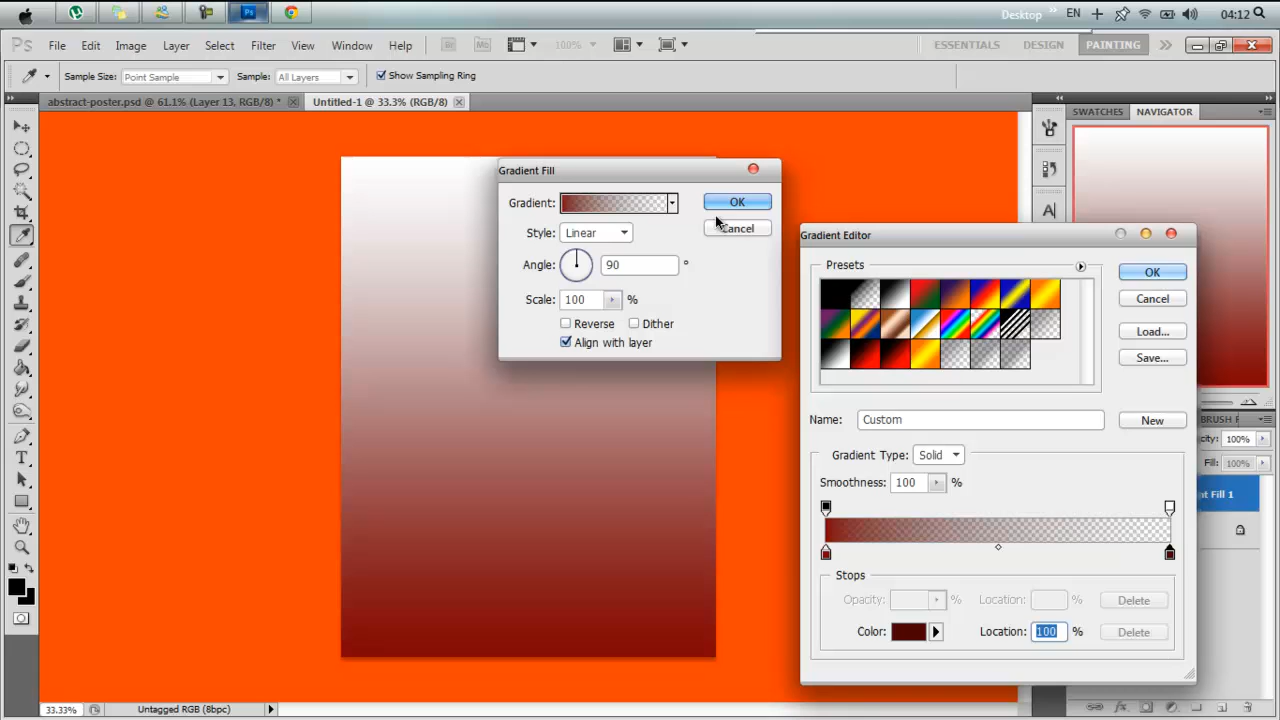 Desktop » EN 04:12
Ps File Edit Image Layer Select Filter View Window Help Mb 100% ESSENTIALS DESIGN PAINTING
Sample Size: Point Sample Sample: All Layers Show Sampling Ring
abstract-poster.psd @ 61.1% (Layer 13, RGB/8) * Untitled-1 @ 33.3% (RGB/8)
SWATCHES NAVIGATOR
Gradient Fill
Gradient: OK
Style: Linear Cancel
Angle: 90 °
Scale: 100 %
Reverse Dither
Align with layer
Gradient Editor
Presets OK
Cancel
Load...
Save...
Name: Custom New
Gradient Type: Solid
Smoothness: 100 %
Stops
Opacity: % Location: % Delete
Color: Location: 100 % Delete
BRUSH
100%
Fill: 100%
nt Fill 1
33.33% Untagged RGB (8bpc)